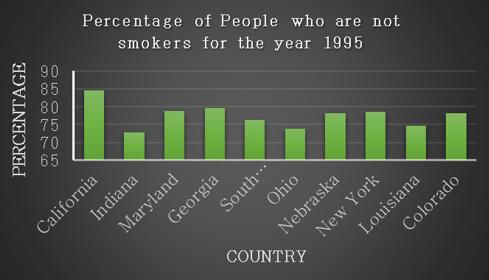 Percentage of People who are not
smokers for the year 1995
PERCENTAGE
90
85
80
75
70
65
California
Indiana
Maryland
Georgia
South...
Ohio
Nebraska
New York
Louisiana
Colorado
COUNTRY